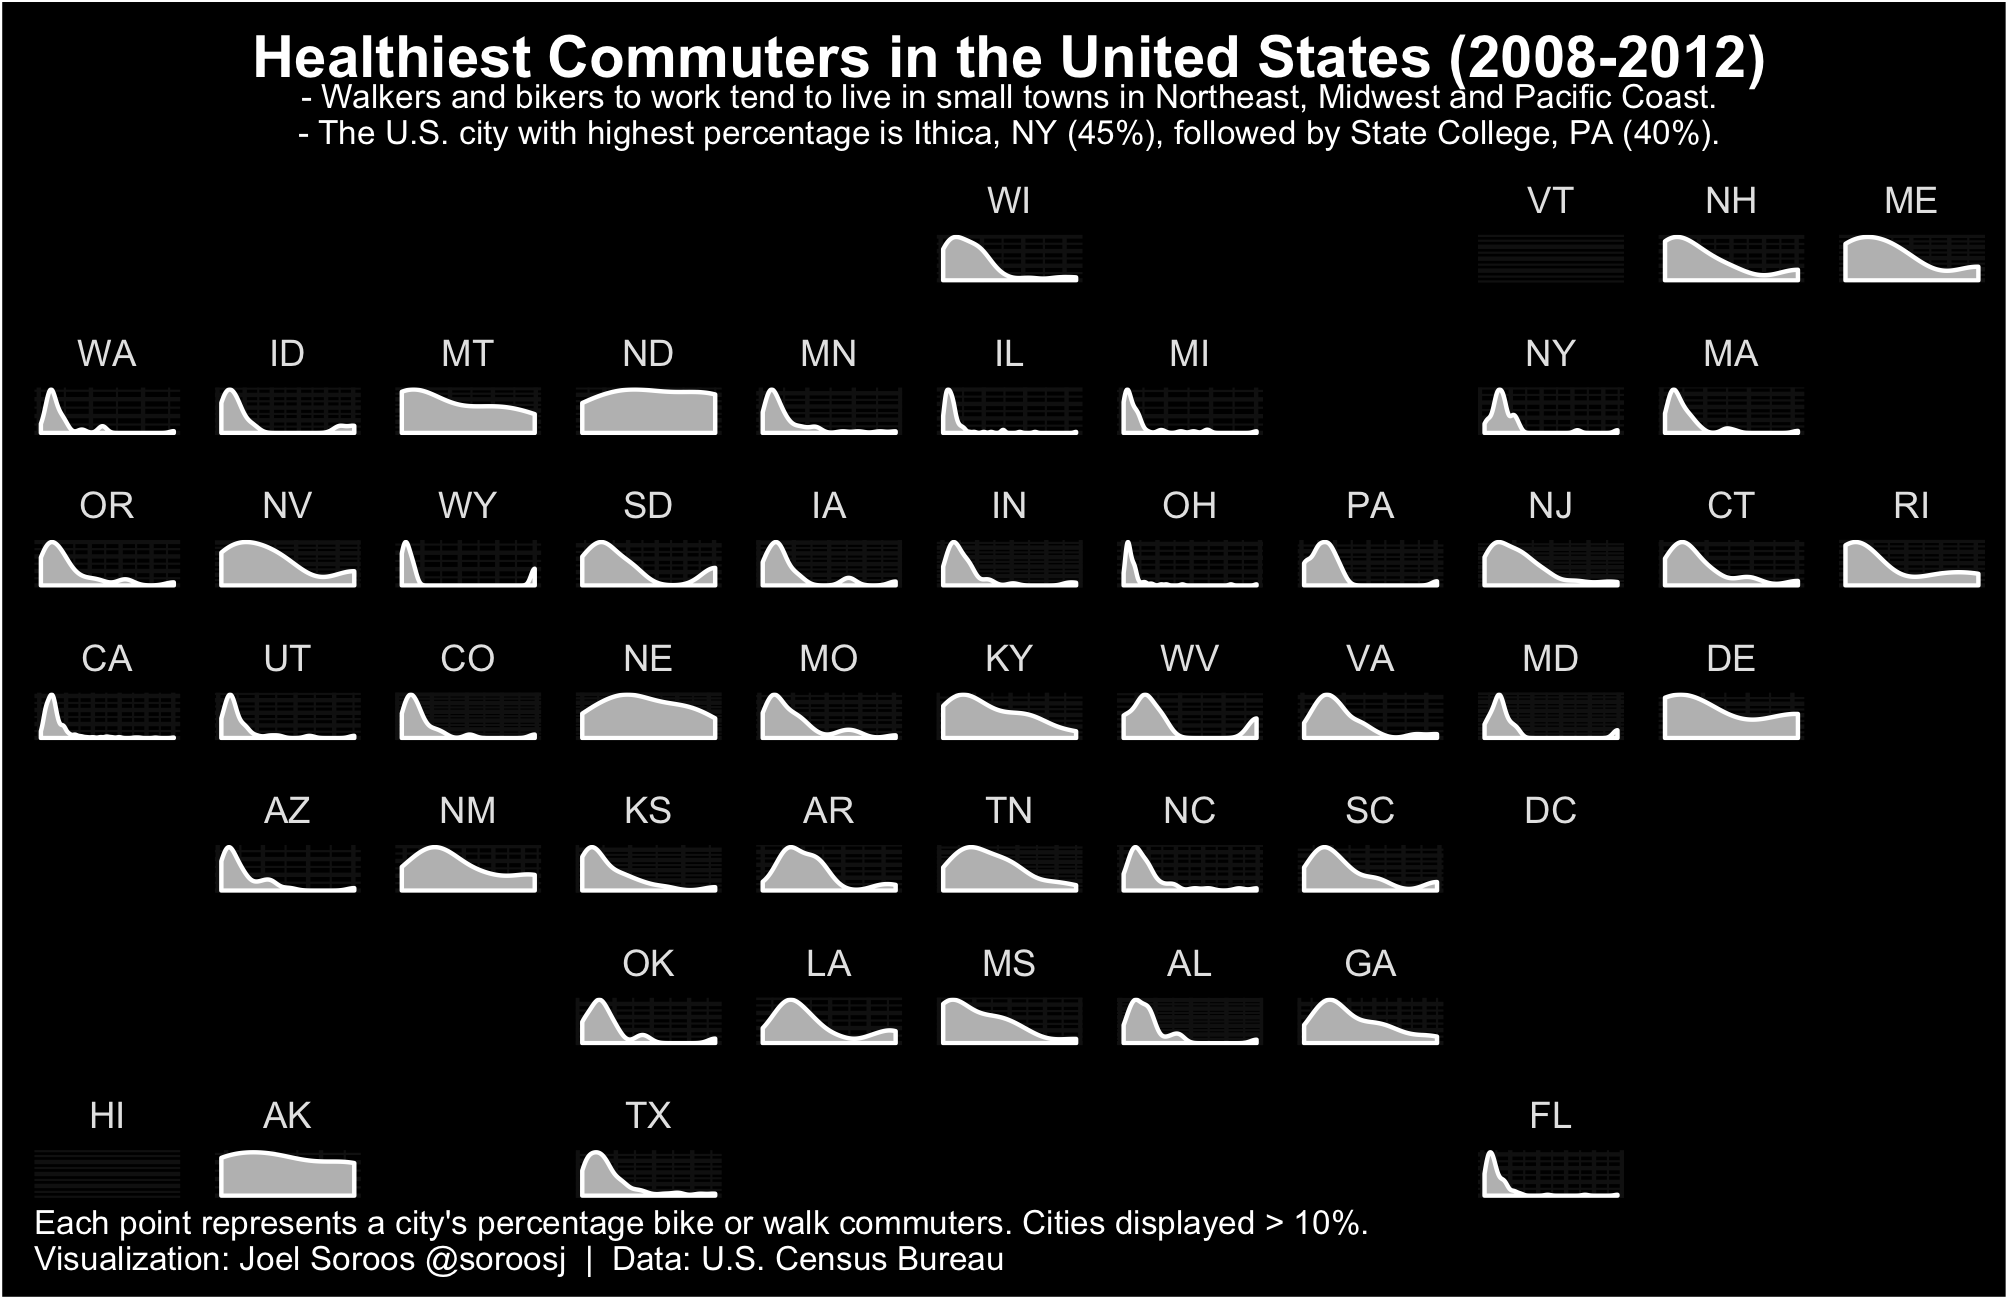 Healthiest Commuters in the United States (2008-2012)
- Walkers and bikers to work tend to live in small towns in Northeast, Midwest and Pacific Coast.
- The U.S. city with highest percentage is Ithica, NY (45%), followed by State College, PA (40%).
WI VT NH ME
WA ID MT ND MN IL MI NY MA
OR NV WY SD IA IN OH PA NJ CT RI
CA UT CO NE MO KY WV VA MD DE
AZ NM KS AR TN NC SC DC
OK LA MS AL GA
HI AK TX FL
Each point represents a city's percentage bike or walk commuters. Cities displayed > 10%.
Visualization: Joel Soroos @soroosj | Data: U.S. Census Bureau